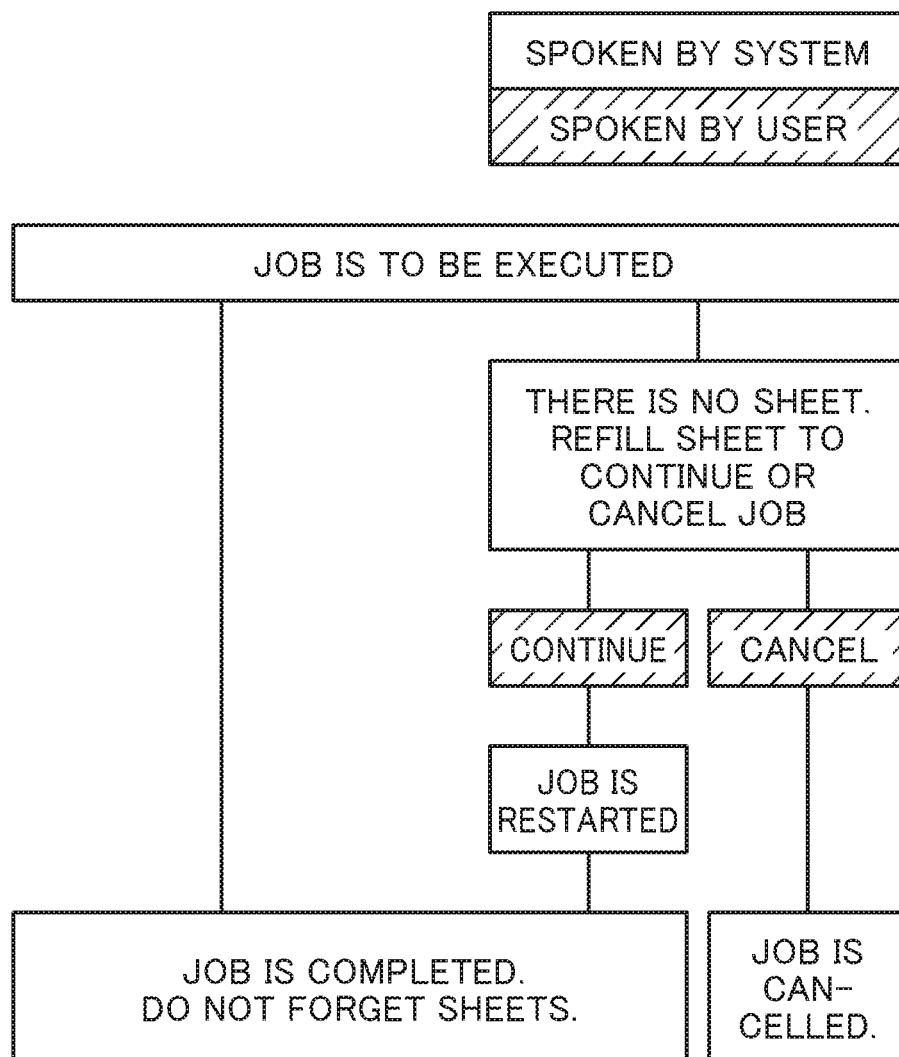 SPOKEN BY SYSTEM
SPOKEN BY USER
JOB IS TO BE EXECUTED
THERE IS NO SHEET.
REFILL SHEET TO
CONTINUE OR
CANCEL JOB
CONTINUE
CANCEL
JOB IS
RESTARTED
JOB IS COMPLETED.
DO NOT FORGET SHEETS.
JOB IS
CAN-
CELLED.